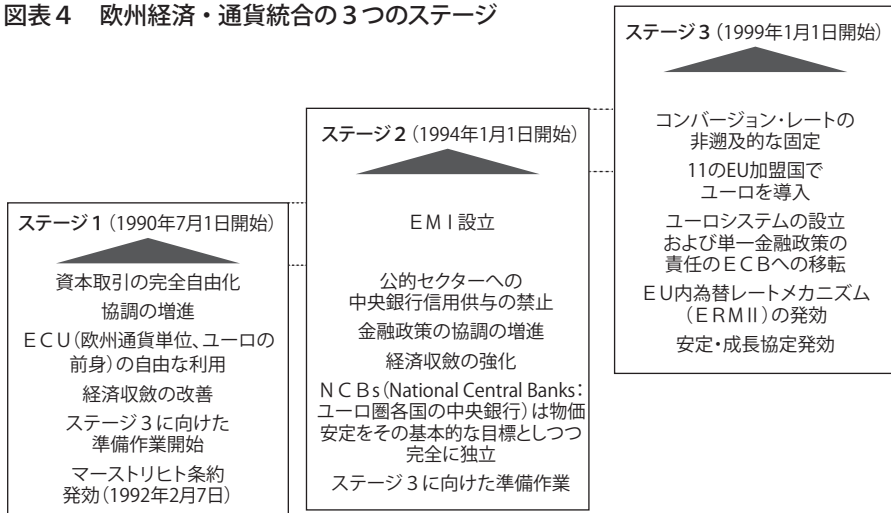 図表4　欧州経済・通貨統合の3つのステージ
ステージ1（1990年7月1日開始）
資本取引の完全自由化
協調の増進
ＥＣＵ（欧州通貨単位、ユーロの
前身）の自由な利用
経済収斂の改善
ステージ3に向けた
準備作業開始
マーストリヒト条約
発効（1992年2月7日）
ステージ2（1994年1月1日開始）
ＥＭＩ設立
公的セクターへの
中央銀行信用供与の禁止
金融政策の協調の増進
経済収斂の強化
ＮＣＢs（National Central Banks：
ユーロ圏各国の中央銀行）は物価
安定をその基本的な目標としつつ
完全に独立
ステージ3に向けた準備作業
ステージ3（1999年1月1日開始）
コンバージョン・レートの
非遡及的な固定
11のEU加盟国で
ユーロを導入
ユーロシステムの設立
および単一金融政策の
責任のＥＣＢへの移転
ＥＵ内為替レートメカニズム
（ＥＲＭⅡ）の発効
安定・成長協定発効